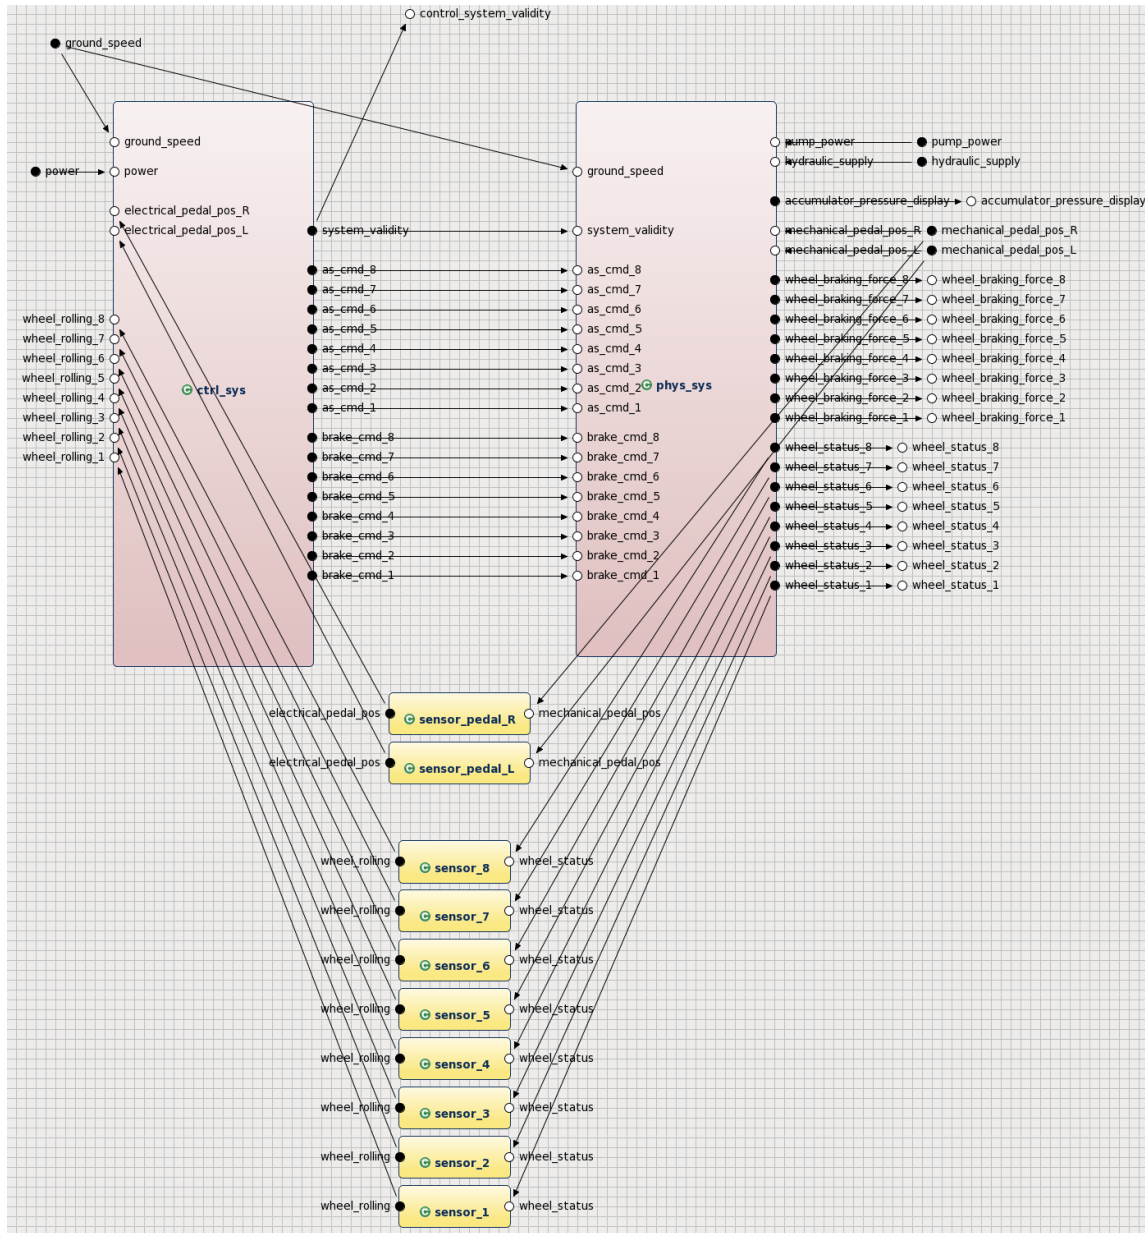 control_system_validity
ground_speed
ground_speed
power
power
electrical_pedal_pos_R
electrical_pedal_pos_L
system_validity
as_cmd_8
as_cmd_7
as_cmd_6
as_cmd_5
as_cmd_4
as_cmd_3
as_cmd_2
as_cmd_1
brake_cmd_8
brake_cmd_7
brake_cmd_6
brake_cmd_5
brake_cmd_4
brake_cmd_3
brake_cmd_2
brake_cmd_1
wheel_rolling_8
wheel_rolling_7
wheel_rolling_6
wheel_rolling_5
wheel_rolling_4
wheel_rolling_3
wheel_rolling_2
wheel_rolling_1
C ctrl_sys
ground_speed
system_validity
as_cmd_8
as_cmd_7
as_cmd_6
as_cmd_5
as_cmd_4
as_cmd_3
as_cmd_2
as_cmd_1
brake_cmd_8
brake_cmd_7
brake_cmd_6
brake_cmd_5
brake_cmd_4
brake_cmd_3
brake_cmd_2
brake_cmd_1
C phys_sys
pump_power
hydraulic_supply
accumulator_pressure_display
mechanical_pedal_pos_R
mechanical_pedal_pos_L
wheel_braking_force_8
wheel_braking_force_7
wheel_braking_force_6
wheel_braking_force_5
wheel_braking_force_4
wheel_braking_force_3
wheel_braking_force_2
wheel_braking_force_1
wheel_status_8
wheel_status_7
wheel_status_6
wheel_status_5
wheel_status_4
wheel_status_3
wheel_status_2
wheel_status_1
pump_power
hydraulic_supply
accumulator_pressure_display
mechanical_pedal_pos_R
mechanical_pedal_pos_L
wheel_braking_force_8
wheel_braking_force_7
wheel_braking_force_6
wheel_braking_force_5
wheel_braking_force_4
wheel_braking_force_3
wheel_braking_force_2
wheel_braking_force_1
wheel_status_8
wheel_status_7
wheel_status_6
wheel_status_5
wheel_status_4
wheel_status_3
wheel_status_2
wheel_status_1
electrical_pedal_pos
C sensor_pedal_R
mechanical_pedal_pos
electrical_pedal_pos
C sensor_pedal_L
mechanical_pedal_pos
wheel_rolling
C sensor_8
wheel_status
wheel_rolling
C sensor_7
wheel_status
wheel_rolling
C sensor_6
wheel_status
wheel_rolling
C sensor_5
wheel_status
wheel_rolling
C sensor_4
wheel_status
wheel_rolling
C sensor_3
wheel_status
wheel_rolling
C sensor_2
wheel_status
wheel_rolling
C sensor_1
wheel_status